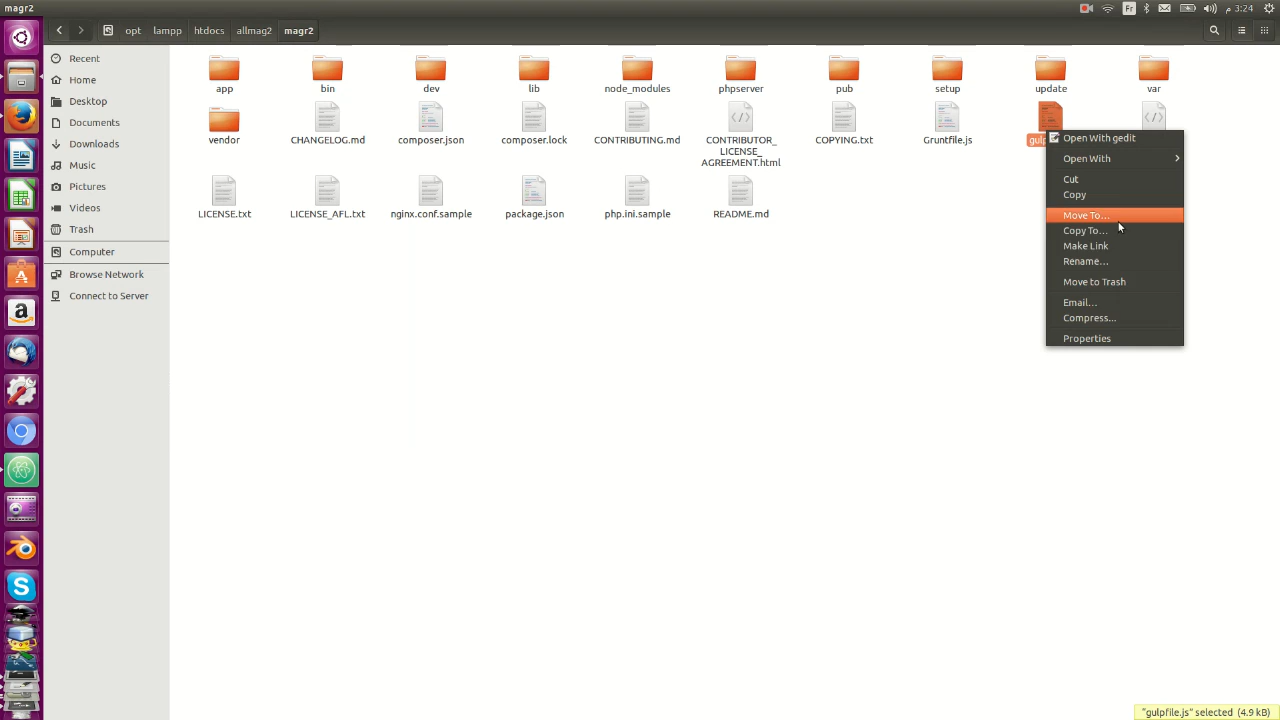 magr2
Fr
3:24 م
opt
lampp
htdocs
allmag2
magr2
Recent
Home
Desktop
Documents
Downloads
Music
Pictures
Videos
Trash
Computer
Browse Network
Connect to Server
app
bin
dev
lib
node_modules
phpserver
pub
setup
update
var
vendor
CHANGELOG.md
composer.json
composer.lock
CONTRIBUTING.md
CONTRIBUTOR_
LICENSE_
AGREEMENT.html
COPYING.txt
Gruntfile.js
gulp
LICENSE.txt
LICENSE_AFL.txt
nginx.conf.sample
package.json
php.ini.sample
README.md
Open With gedit
Open With
Cut
Copy
Move To…
Copy To…
Make Link
Rename…
Move to Trash
Email…
Compress...
Properties
"gulpfile.js" selected (4.9 kB)